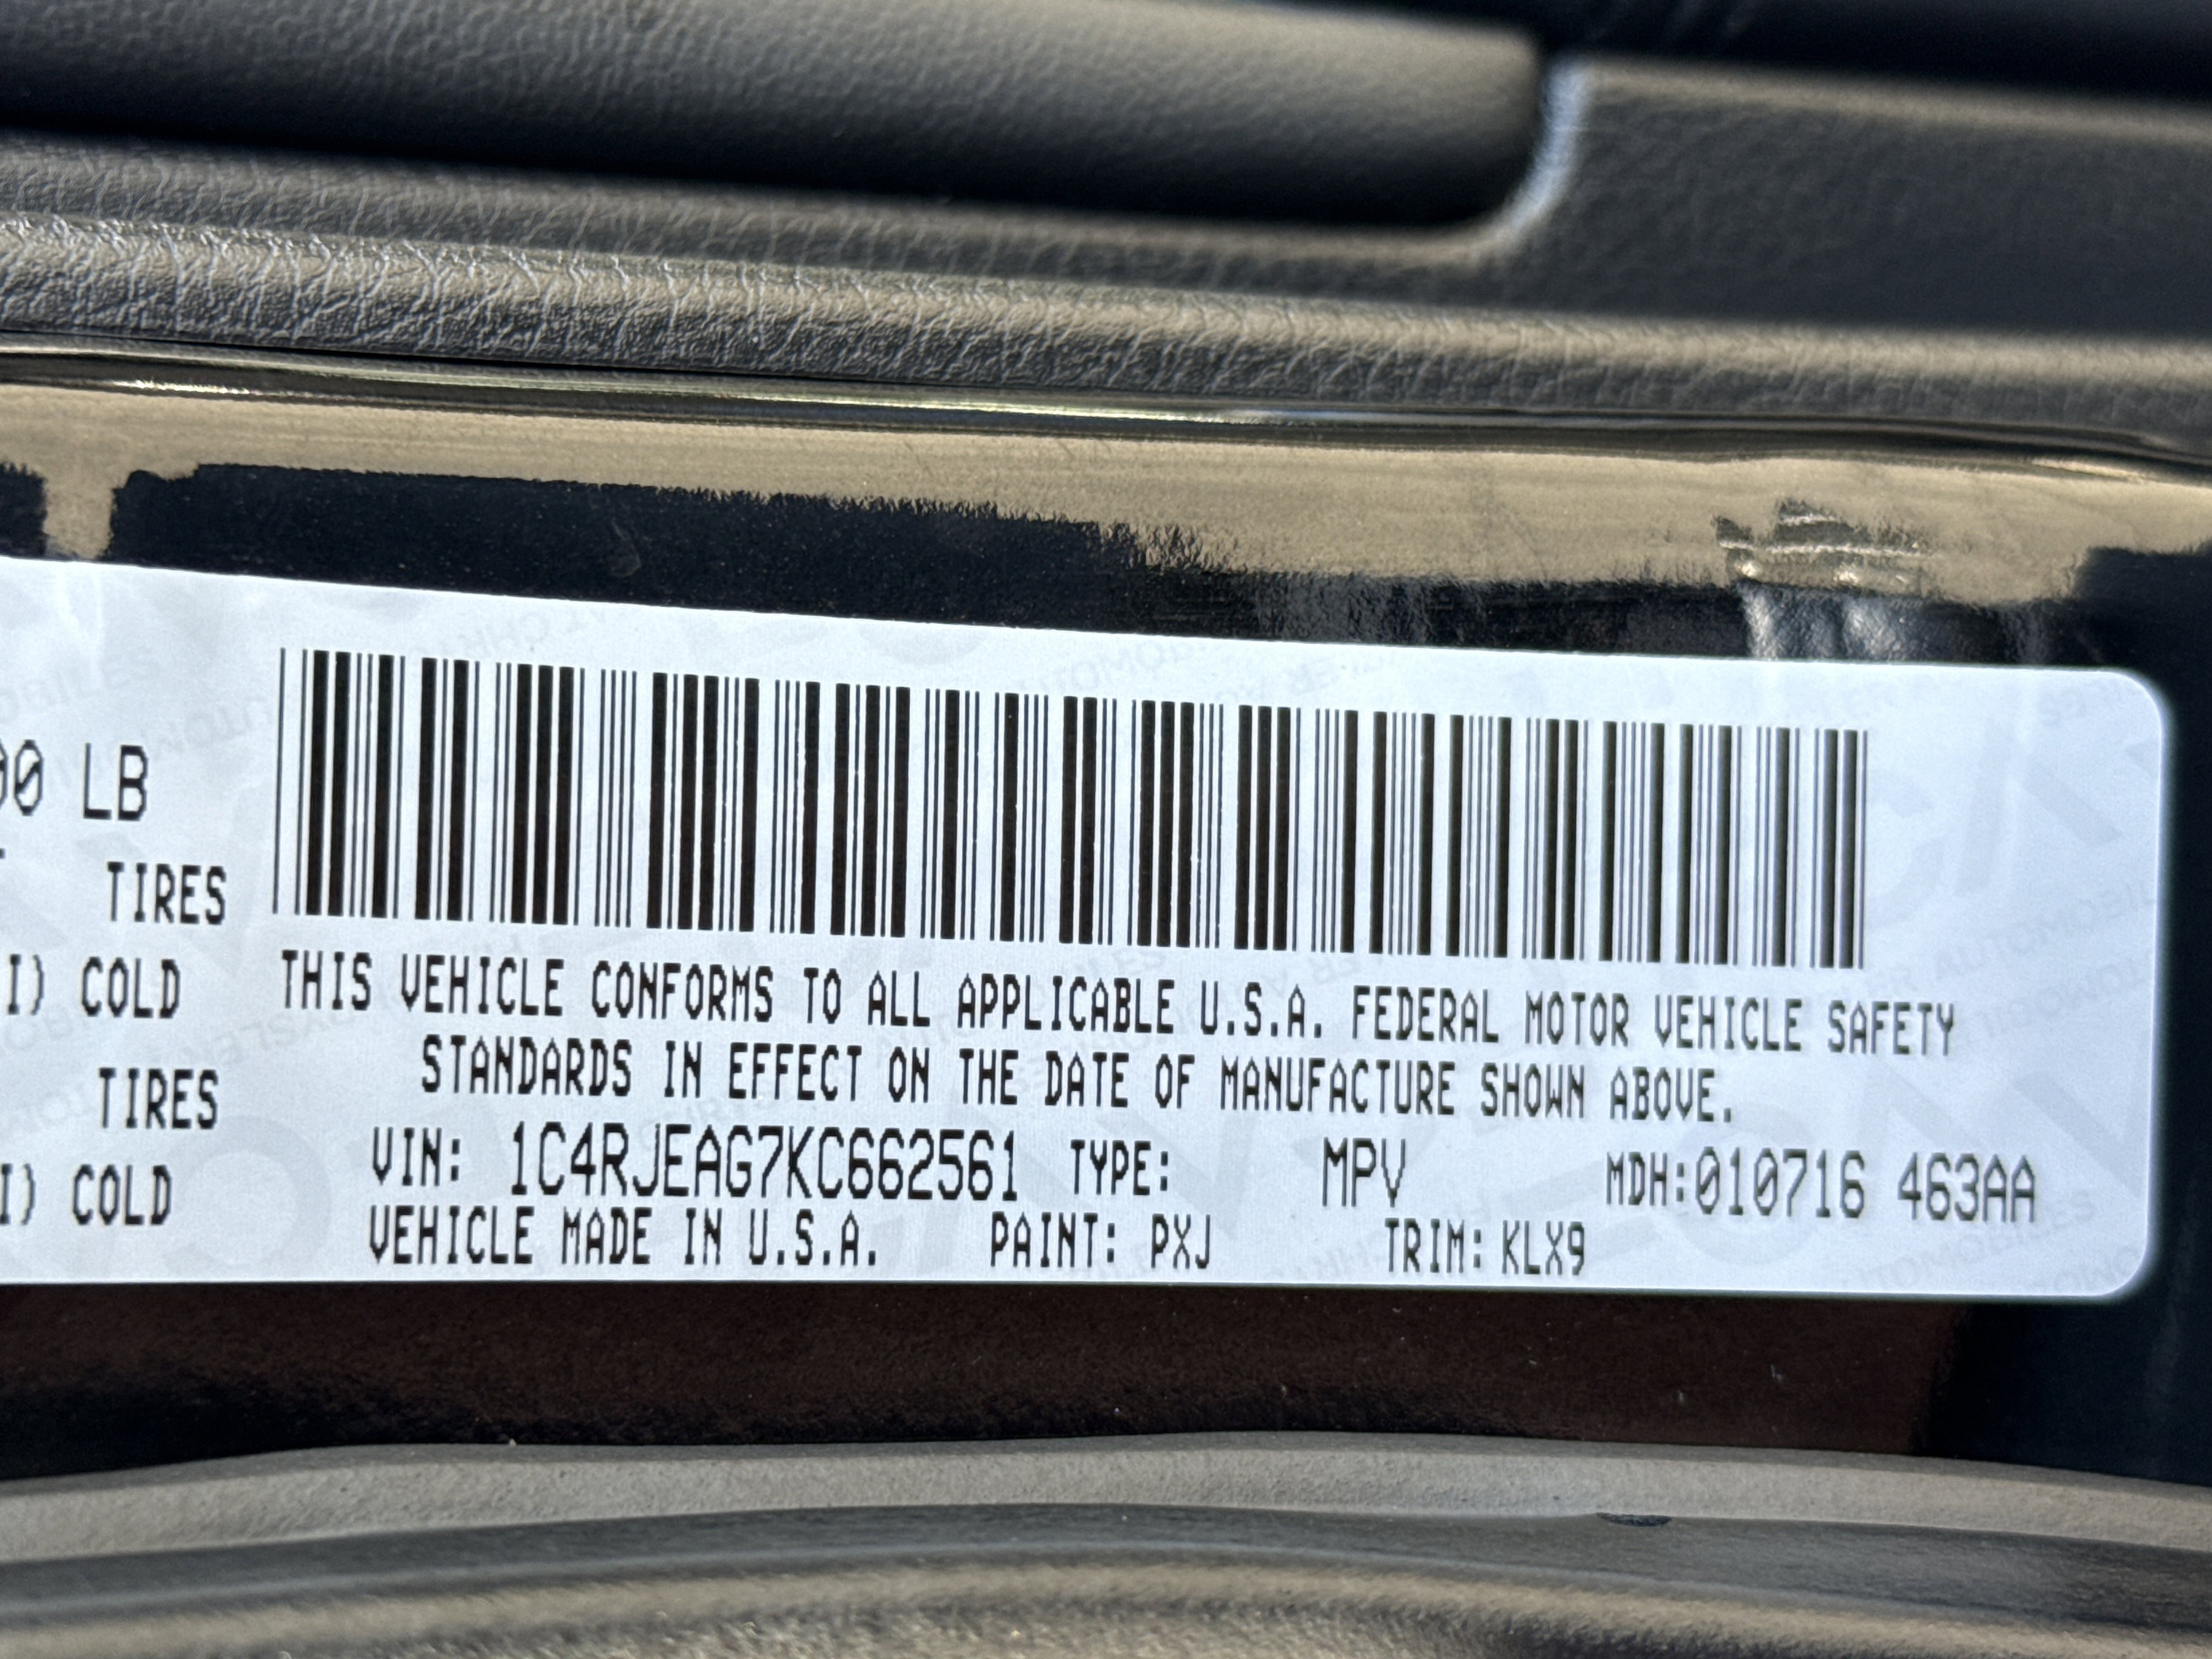 00 LB
TIRES
I) COLD
TIRES
I) COLD
THIS VEHICLE CONFORMS TO ALL APPLICABLE U.S.A. FEDERAL MOTOR VEHICLE SAFETY
STANDARDS IN EFFECT ON THE DATE OF MANUFACTURE SHOWN ABOVE.
VIN: 1C4RJEAG7KC662561 TYPE: MPV MDH:010716 463AA
VEHICLE MADE IN U.S.A. PAINT: PXJ TRIM: KLX9